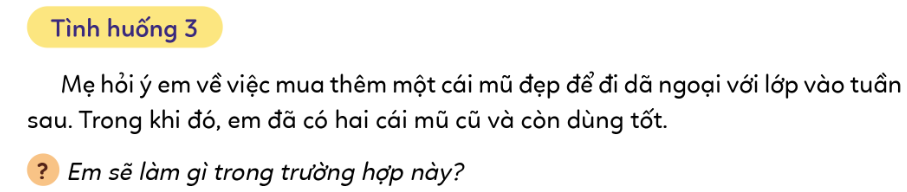 Tình huống 3
Mẹ hỏi ý em về việc mua thêm một cái mũ đẹp để đi dã ngoại với lớp vào tuần
sau. Trong khi đó, em đã có hai cái mũ cũ và còn dùng tốt.
? Em sẽ làm gì trong trường hợp này?